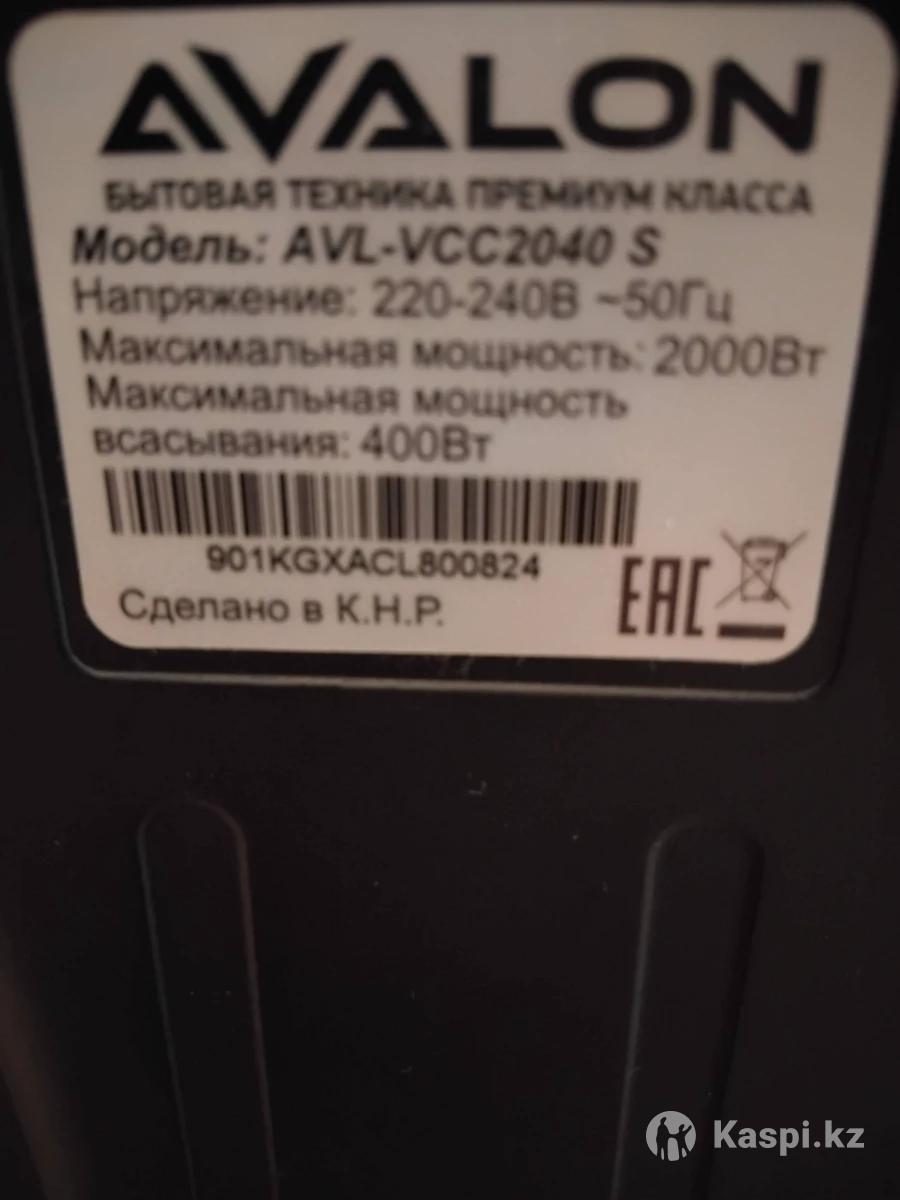 AVALON
БЫТОВАЯ ТЕХНИКА ПРЕМИУМ КЛАССА
Модель: AVL-VCC2040 S
Напряжение: 220-240В ~50Гц
Максимальная мощность: 2000Вт
Максимальная мощность
всасывания: 400Вт
901KGXACL800824
Сделано в К.Н.Р.
EAC
Kaspi.kz